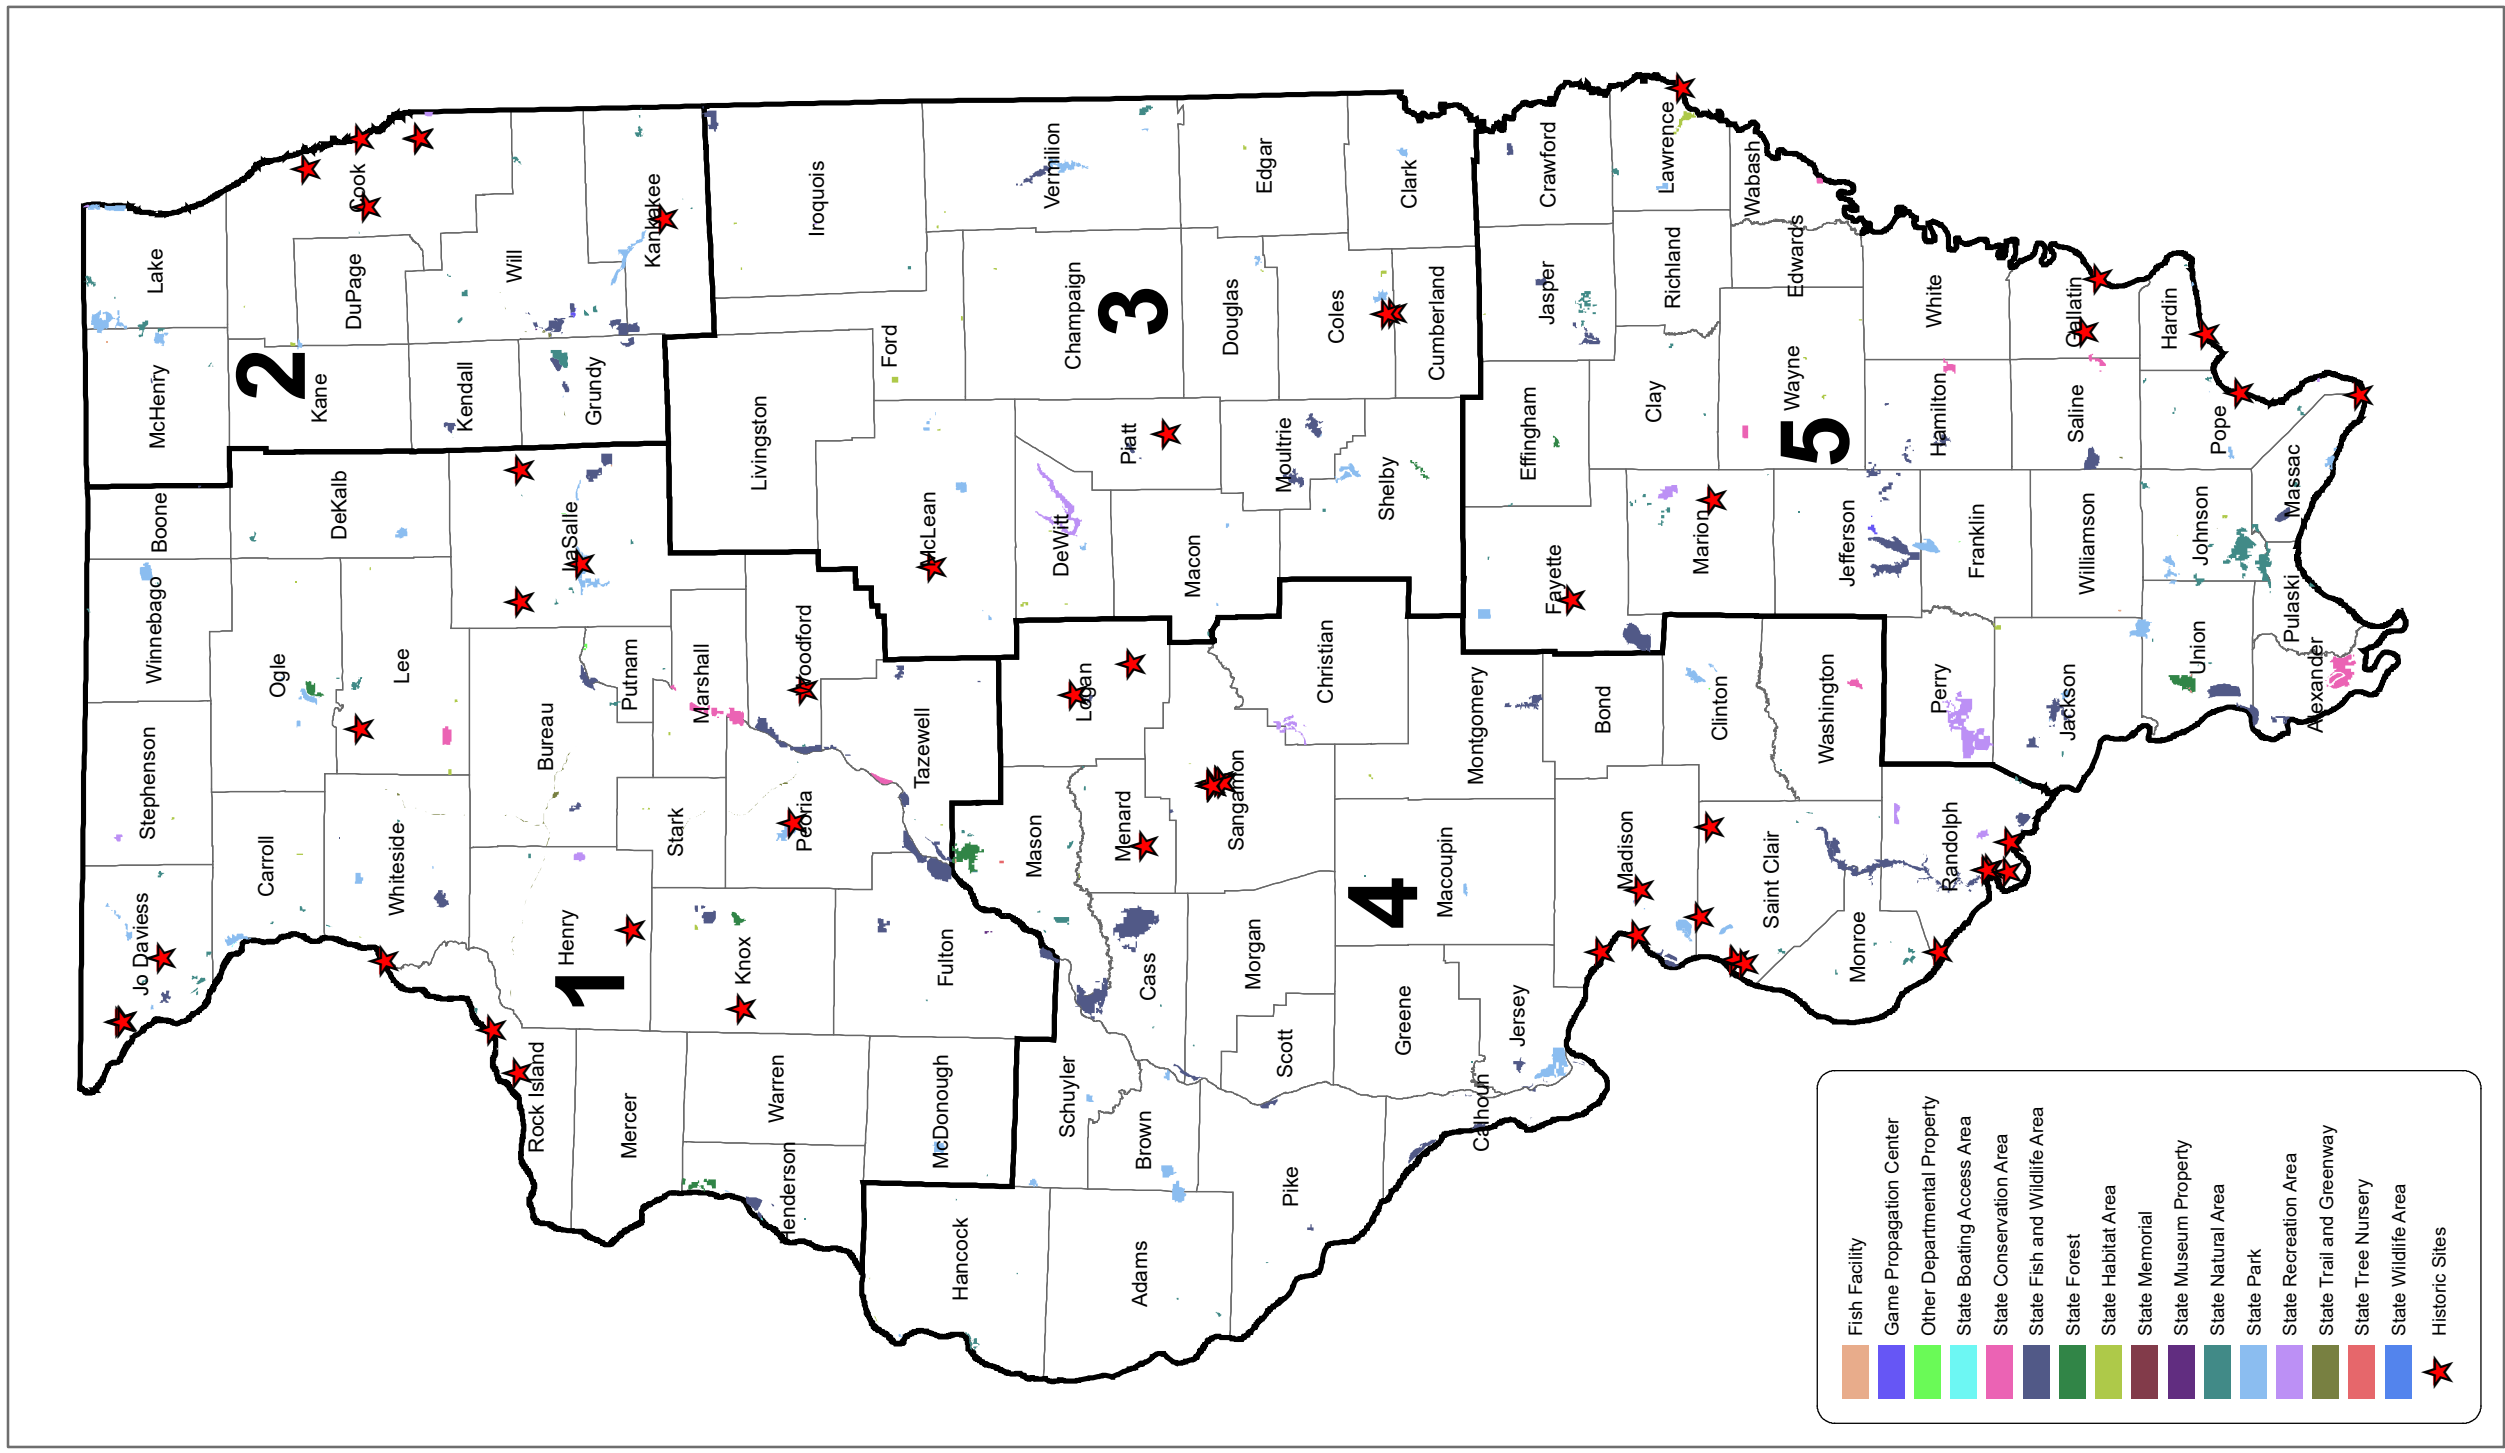 Jo Daviess
Stephenson
Winnebago
Boone
McHenry
Lake
Carroll
Ogle
DeKalb
Kane
2
DuPage
Cook
Whiteside
Lee
Kendall
Will
Rock Island
Henry
1
Bureau
LaSalle
Grundy
Kankakee
Mercer
Putnam
Stark
Marshall
Knox
Warren
Henderson
Peoria
Woodford
Livingston
Iroquois
Ford
McDonough
Fulton
Tazewell
McLean
Hancock
Mason
Logan
DeWitt
Champaign
3
Vermilion
Schuyler
Menard
Piatt
Adams
Brown
Cass
Macon
Douglas
Edgar
Sangamon
Christian
Moultrie
Coles
Morgan
Scott
Pike
Shelby
Clark
Cumberland
4
Greene
Macoupin
Montgomery
Calhoun
Jersey
Effingham
Jasper
Crawford
Fayette
Bond
Madison
Clay
Richland
Lawrence
Marion
Clinton
Saint Clair
Wabash
Edwards
Wayne
5
Washington
Jefferson
Monroe
Randolph
Perry
White
Hamilton
Franklin
Jackson
Williamson
Saline
Gallatin
Union
Johnson
Pope
Hardin
Alexander
Pulaski
Massac
Fish Facility
Game Propagation Center
Other Departmental Property
State Boating Access Area
State Conservation Area
State Fish and Wildlife Area
State Forest
State Habitat Area
State Memorial
State Museum Property
State Natural Area
State Park
State Recreation Area
State Trail and Greenway
State Tree Nursery
State Wildlife Area
Historic Sites